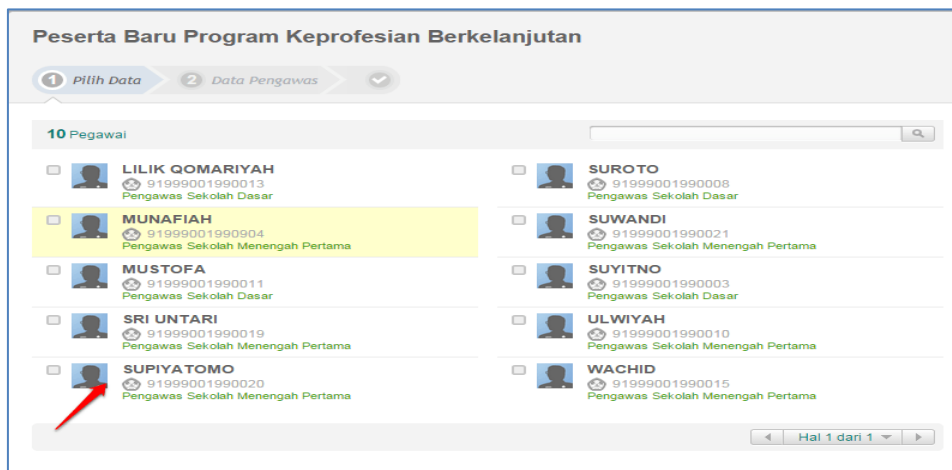 Peserta Baru Program Keprofesian Berkelanjutan
1 Pilih Data 2 Data Pengawas
10 Pegawai
LILIK QOMARIYAH
91999001990013
Pengawas Sekolah Dasar
MUNAFIAH
91999001990904
Pengawas Sekolah Menengah Pertama
MUSTOFA
91999001990011
Pengawas Sekolah Dasar
SRI UNTARI
91999001990019
Pengawas Sekolah Menengah Pertama
SUPIYATOMO
91999001990020
Pengawas Sekolah Menengah Pertama
SUROTO
91999001990008
Pengawas Sekolah Dasar
SUWANDI
91999001990021
Pengawas Sekolah Menengah Pertama
SUYITNO
91999001990003
Pengawas Sekolah Dasar
ULWIYAH
91999001990010
Pengawas Sekolah Menengah Pertama
WACHID
91999001990015
Pengawas Sekolah Menengah Pertama
Hal 1 dari 1